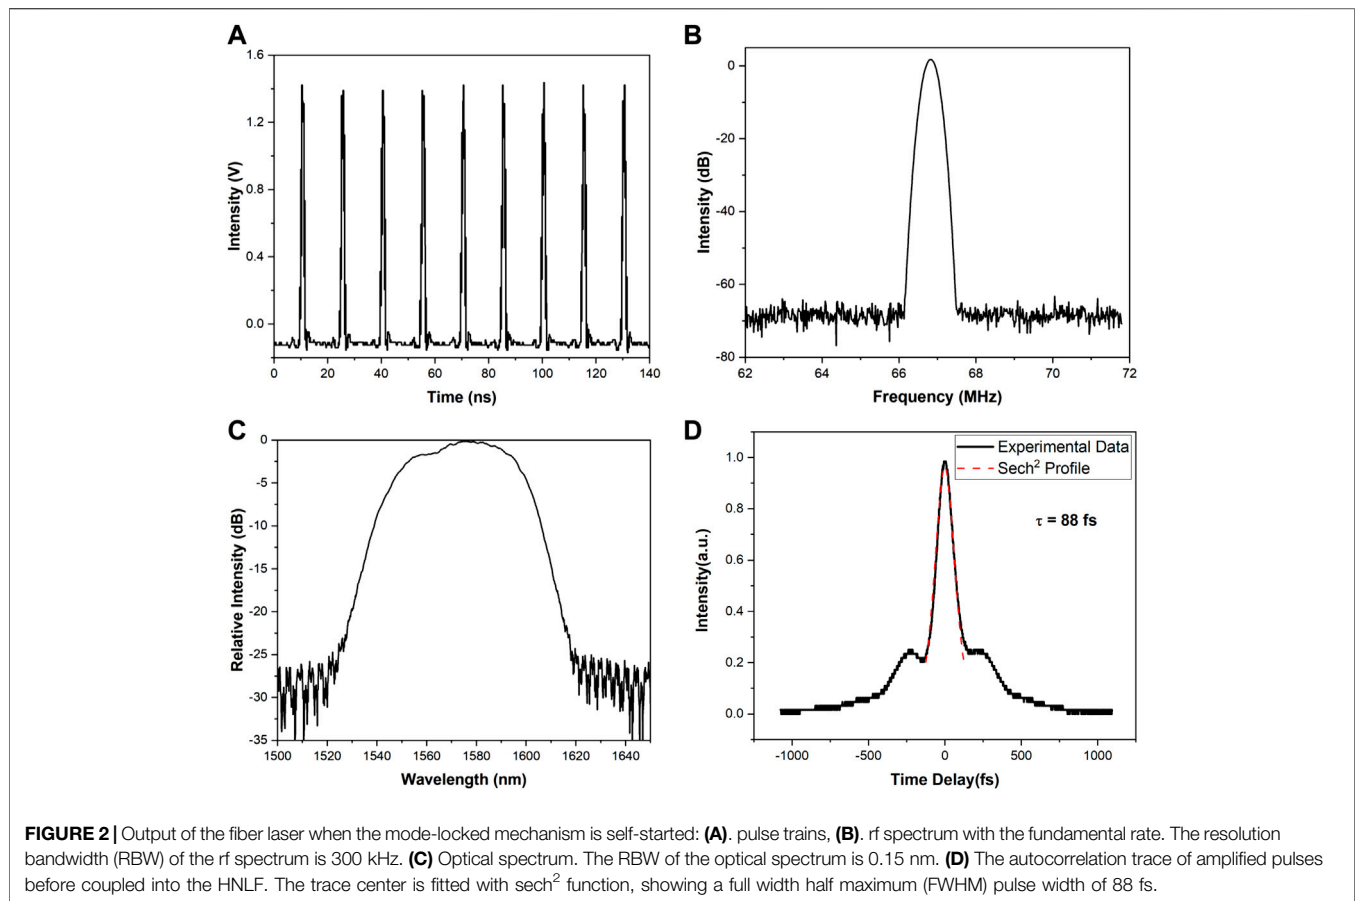 A
1.6
1.2
0.8
0.4
0.0
Intensity (V)
0 20 40 60 80 100 120 140
Time (ns)
B
0
-20
-40
-60
-80
Intensity (dB)
62 64 66 68 70 72
Frequency (MHz)
C
0
-5
-10
-15
-20
-25
-30
-35
Relative Intensity (dB)
1500 1520 1540 1560 1580 1600 1620 1640
Wavelength (nm)
D
Experimental Data
Sech² Profile
τ = 88 fs
1.0
0.8
0.6
0.4
0.2
0.0
Intensity(a.u.)
-1000 -500 0 500 1000
Time Delay(fs)
FIGURE 2 | Output of the fiber laser when the mode-locked mechanism is self-started: (A). pulse trains, (B). rf spectrum with the fundamental rate. The resolution
bandwidth (RBW) of the rf spectrum is 300 kHz. (C) Optical spectrum. The RBW of the optical spectrum is 0.15 nm. (D) The autocorrelation trace of amplified pulses
before coupled into the HNLF. The trace center is fitted with sech² function, showing a full width half maximum (FWHM) pulse width of 88 fs.